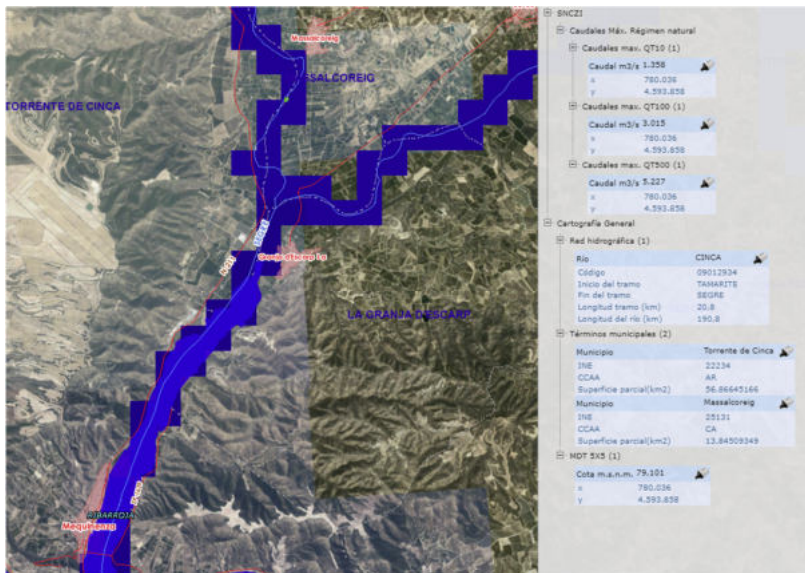 Massalcoreig
SSALCOREIG
TORRENTE DE CINCA
SEGRE
Granja d'Escarp La
LA GRANJA D'ESCARP
RIBARROJA
Mequinenza
SNCZI
Caudales Máx. Régimen natural
Caudales max. QT10 (1)
Caudal m3/s 1.358
x 780.036
y 4.593.858
Caudales max. QT100 (1)
Caudal m3/s 3.015
x 780.036
y 4.593.858
Caudales max. QT500 (1)
Caudal m3/s 5.227
x 780.036
y 4.593.858
Cartografía General
Red hidrográfica (1)
Río CINCA
Código 09012934
Inicio del tramo TAMARITE
Fin del tramo SEGRE
Longitud tramo (km) 20,8
Longitud del río (km) 190,8
Términos municipales (2)
Municipio Torrente de Cinca
INE 22234
CCAA AR
Superficie parcial(km2) 56.86645166
Municipio Massalcoreig
INE 25131
CCAA CA
Superficie parcial(km2) 13.84509349
MDT 5X5 (1)
Cota m.s.n.m. 79,101
x 780.036
y 4.593.858